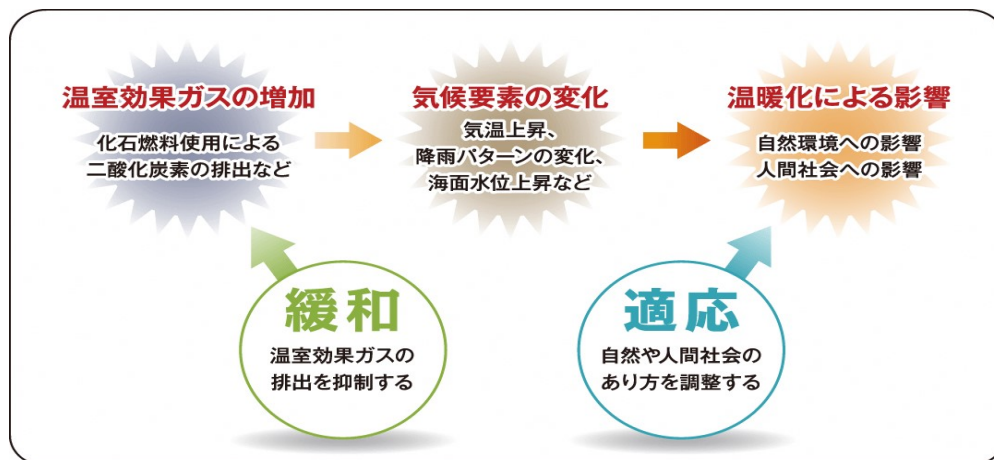 温室効果ガスの増加
化石燃料使用による
二酸化炭素の排出など
気候要素の変化
気温上昇、
降雨パターンの変化、
海面水位上昇など
温暖化による影響
自然環境への影響
人間社会への影響
緩和
温室効果ガスの
排出を抑制する
適応
自然や人間社会の
あり方を調整する